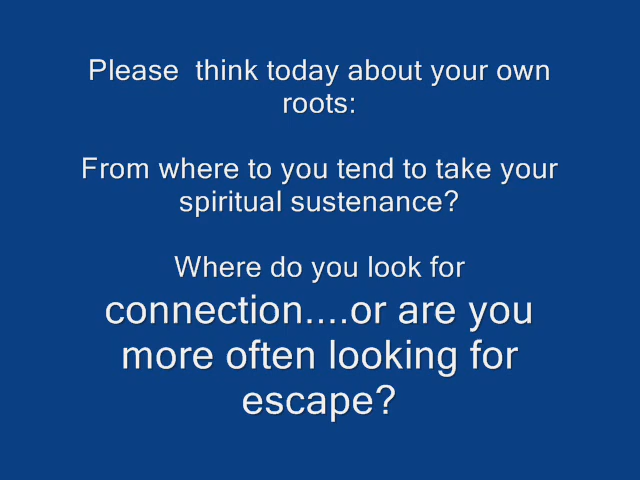 Please  think today about your own
roots:
From where to you tend to take your
spiritual sustenance?
Where do you look for
connection....or are you
more often looking for
escape?